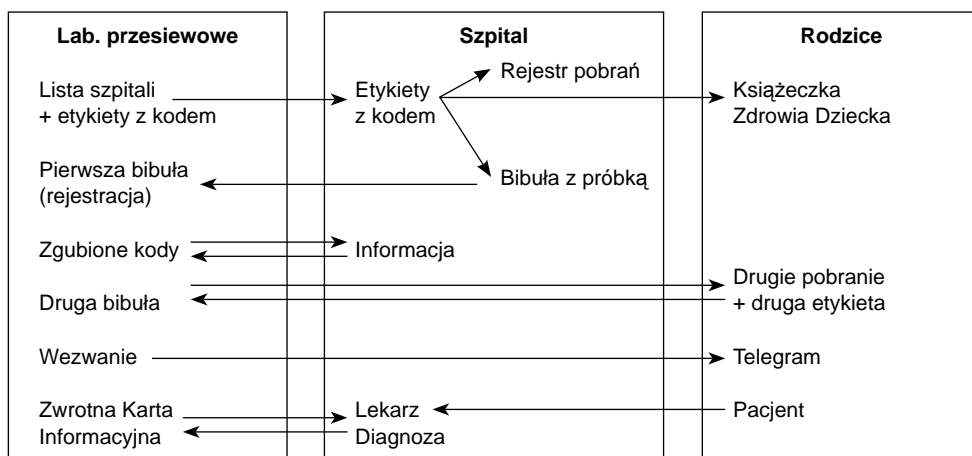 Lab. przesiewowe
Szpital
Rodzice
Lista szpitali
+ etykiety z kodem
Etykiety
z kodem
Rejestr pobrań
Książeczka
Zdrowia Dziecka
Pierwsza bibuła
(rejestracja)
Bibuła z próbką
Zgubione kody
Informacja
Druga bibuła
Drugie pobranie
+ druga etykieta
Wezwanie
Telegram
Zwrotna Karta
Informacyjna
Lekarz
Diagnoza
Pacjent